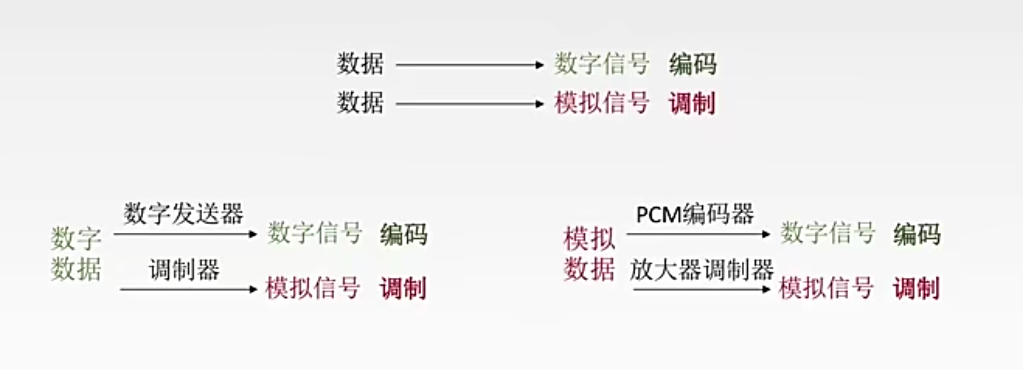 数据 数字信号 编码
数据 模拟信号 调制
数字发送器
数字数据 数字信号 编码
调制器
模拟信号 调制
PCM编码器
模拟数据 数字信号 编码
放大器调制器
模拟信号 调制